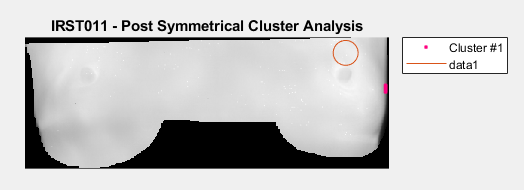 IRST011 - Post Symmetrical Cluster Analysis
Cluster #1
data1